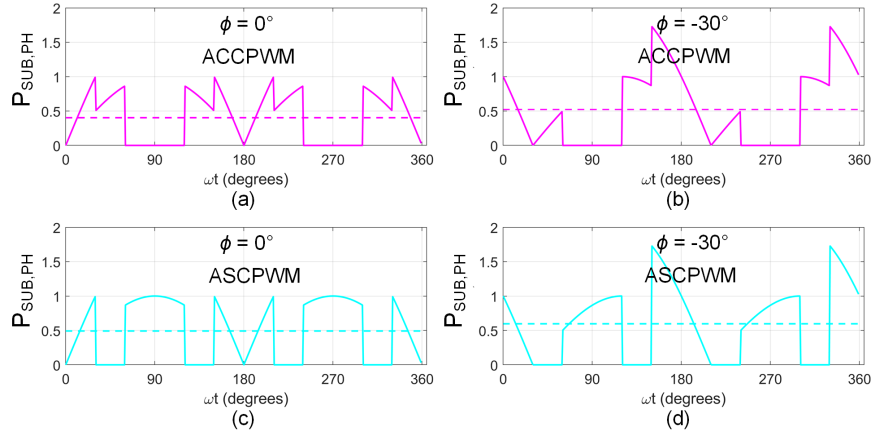 ϕ = 0°
ACCPWM
P_SUB,PH
2
1.5
1
0.5
0
0 90 180 270 360
ωt (degrees)
(a)
ϕ = -30°
ACCPWM
P_SUB,PH
2
1.5
1
0.5
0
0 90 180 270 360
ωt (degrees)
(b)
ϕ = 0°
ASCPWM
P_SUB,PH
2
1.5
1
0.5
0
0 90 180 270 360
ωt (degrees)
(c)
ϕ = -30°
ASCPWM
P_SUB,PH
2
1.5
1
0.5
0
0 90 180 270 360
ωt (degrees)
(d)